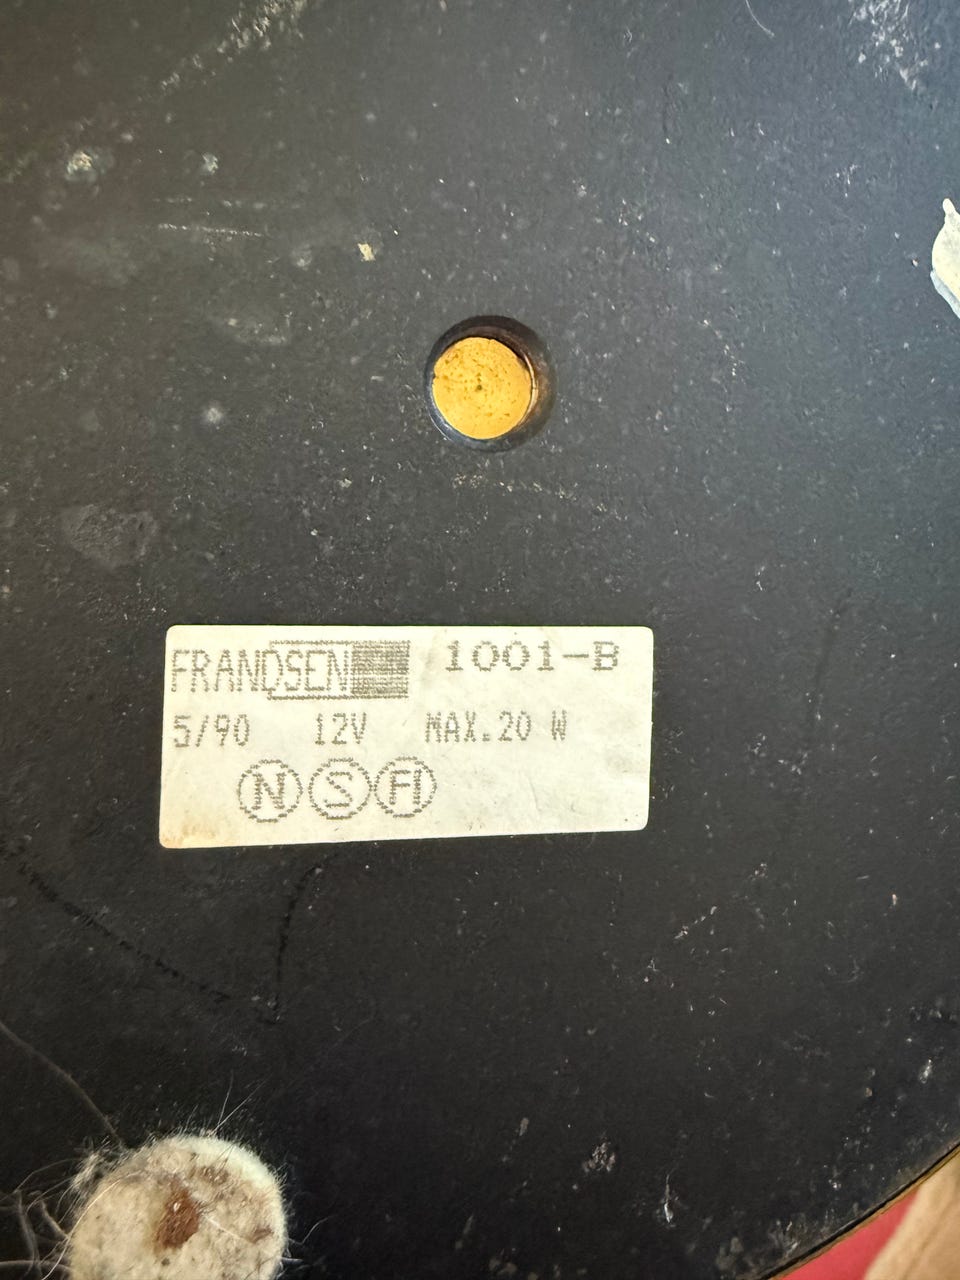 FRANDSEN 1001-B
5/90 12V MAX.20 W
N S FI